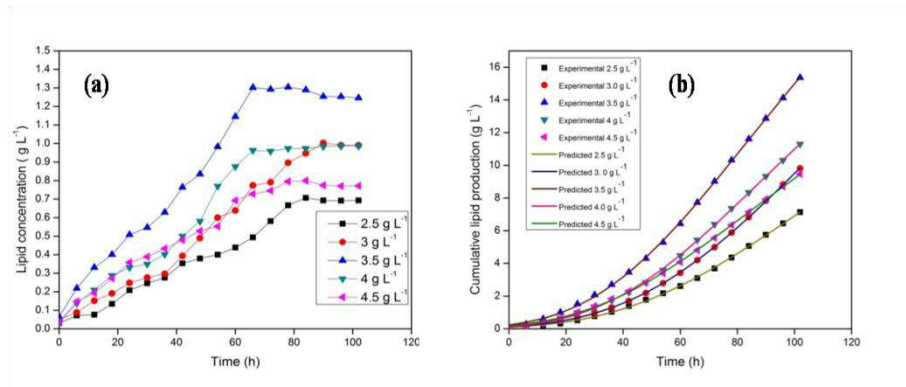 (a)
Lipid concentration ( g L-1)
1.5
1.4
1.3
1.2
1.1
1.0
0.9
0.8
0.7
0.6
0.5
0.4
0.3
0.2
0.1
0.0
0 20 40 60 80 100 120
Time (h)
2.5 g L-1
3 g L-1
3.5 g L-1
4 g L-1
4.5 g L-1
(b)
Cumulative lipid production (g L-1)
16
14
12
10
8
6
4
2
0
0 20 40 60 80 100 120
Time (h)
Experimental 2.5 g L-1
Experimental 3.0 g L-1
Experimental 3.5 g L-1
Experimental 4 g L-1
Experimental 4.5 g L-1
Predicted 2.5 g L-1
Predicted 3. 0 g L-1
Predicted 3.5 g L-1
Predicted 4.0 g L-1
Predicted 4.5 g L-1